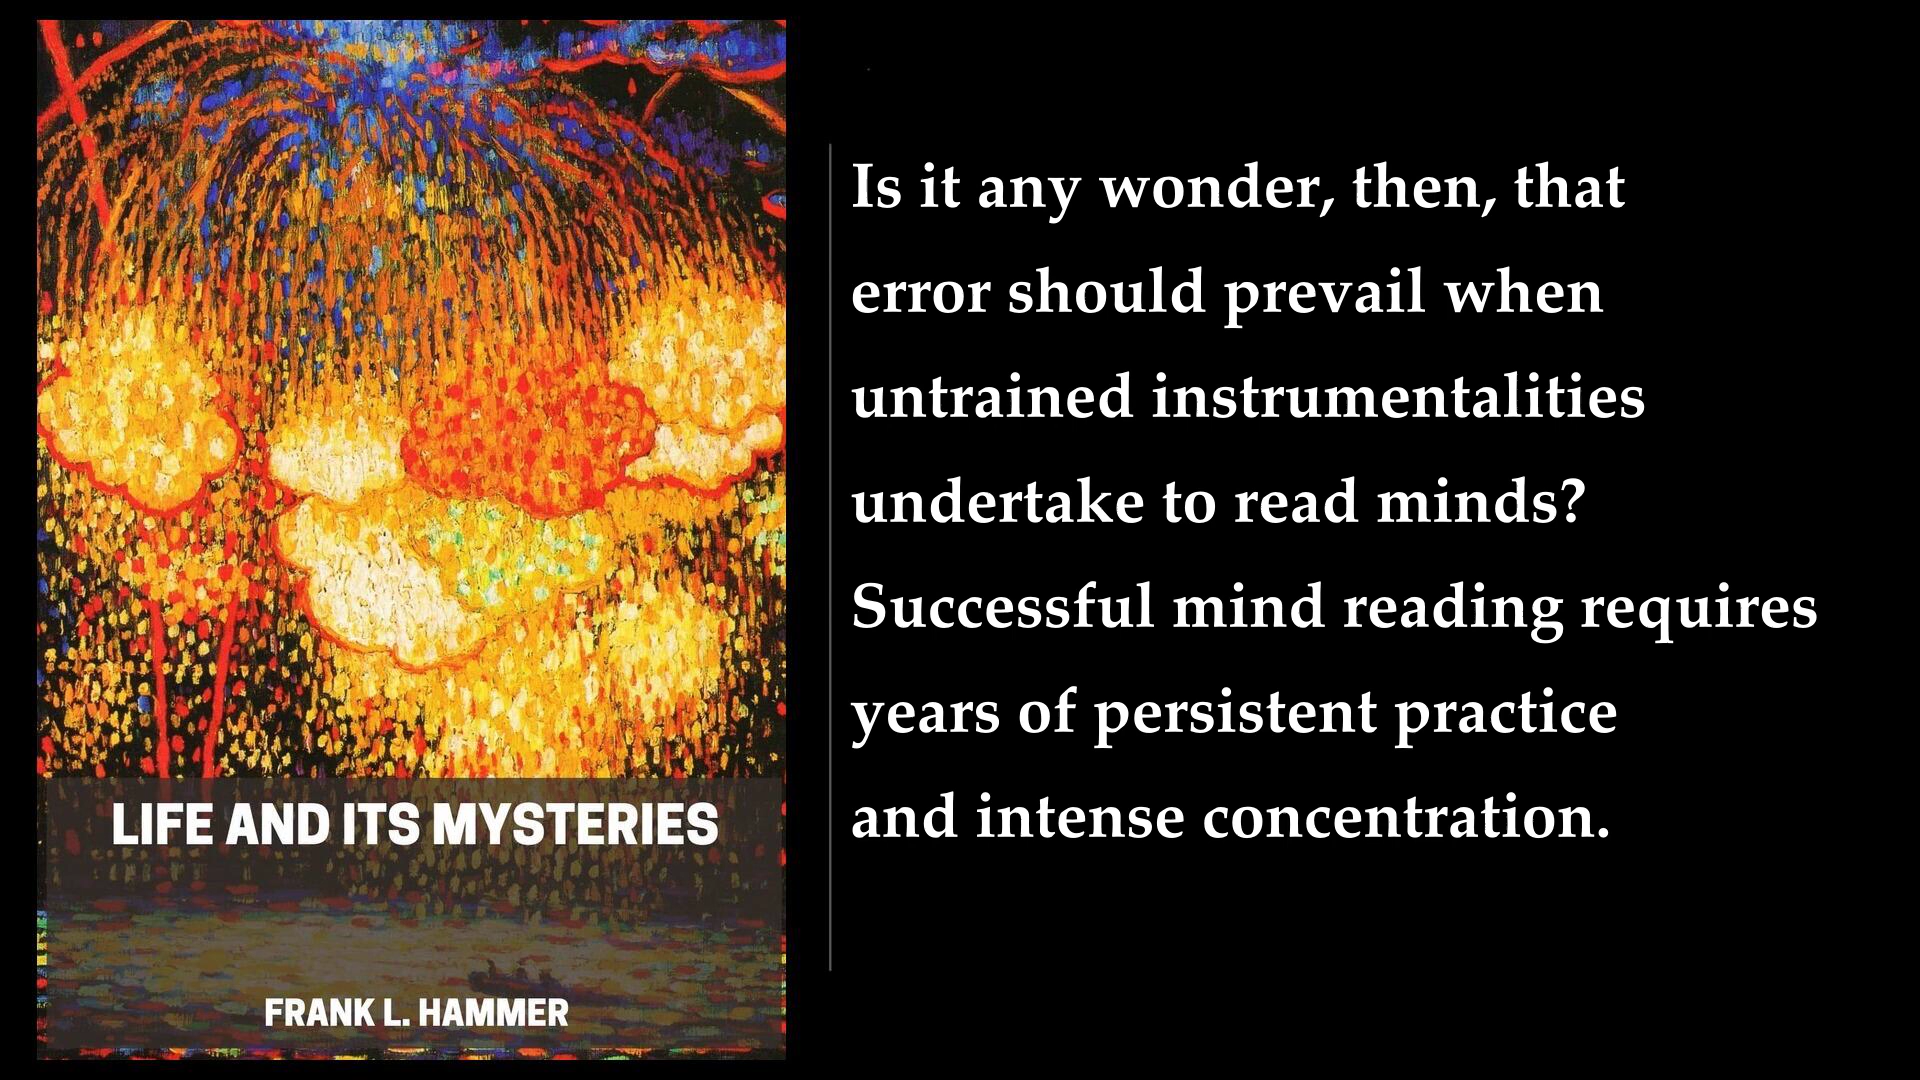 LIFE AND ITS MYSTERIES
FRANK L. HAMMER
Is it any wonder, then, that
error should prevail when
untrained instrumentalities
undertake to read minds?
Successful mind reading requires
years of persistent practice
and intense concentration.